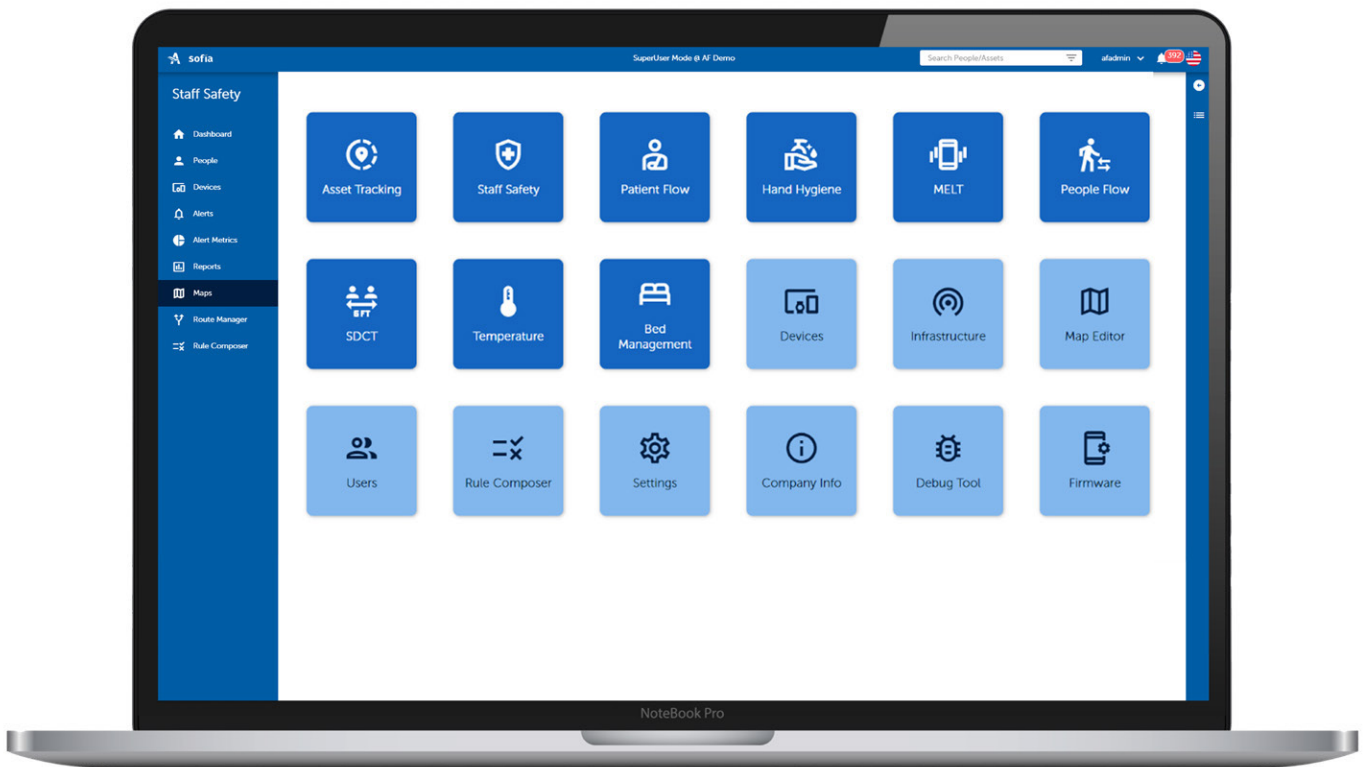 sofia
SuperUser Mode @ AF Demo
Search People/Assets
afadmin
392
Staff Safety
Dashboard
People
Devices
Alerts
Alert Metrics
Reports
Maps
Route Manager
Rule Composer
Asset Tracking
Staff Safety
Patient Flow
Hand Hygiene
MELT
People Flow
6FT
SDCT
Temperature
Bed
Management
Devices
Infrastructure
Map Editor
Users
Rule Composer
Settings
Company Info
Debug Tool
Firmware
NoteBook Pro